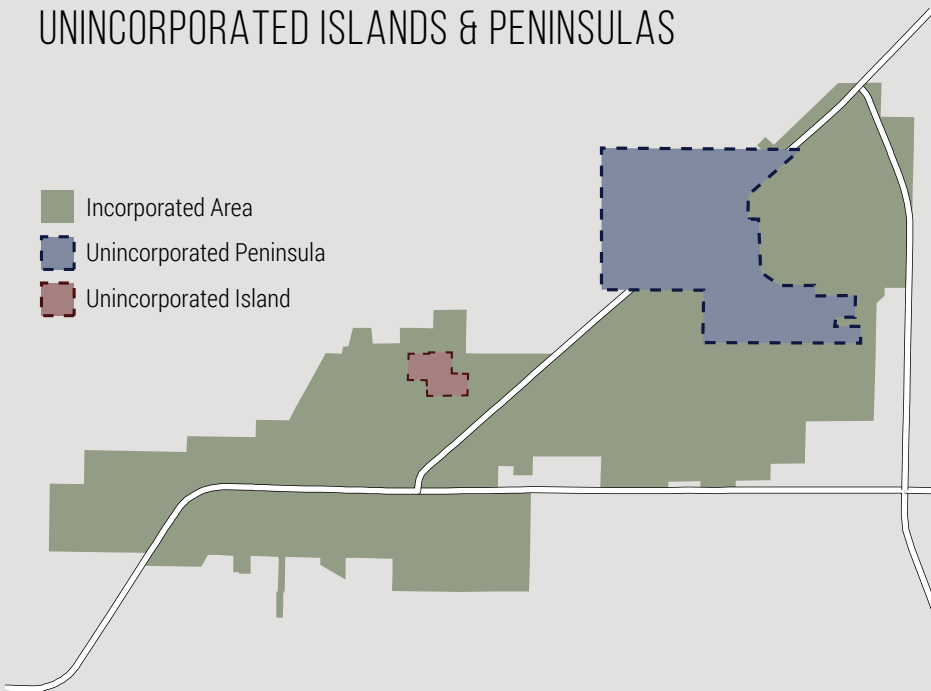 UNINCORPORATED ISLANDS & PENINSULAS
Incorporated Area
Unincorporated Peninsula
Unincorporated Island